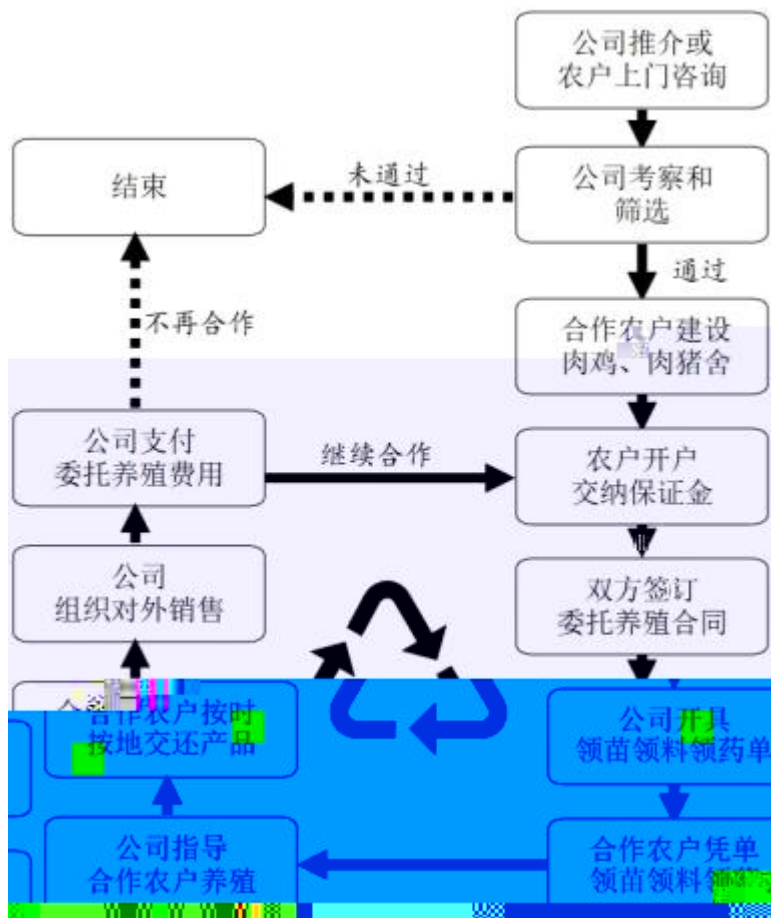 公司推介或
农户上门咨询
公司考察和
筛选
未通过
结束
通过
合作农户建设
肉鸡、肉猪舍
不再合作
农户开户
交纳保证金
继续合作
公司支付
委托养殖费用
双方签订
委托养殖合同
公司
组织对外销售
公司开具
领苗领料领药单
合作农户按时
按地交还产品
合作农户凭单
领苗领料
公司指导
合作农户养殖